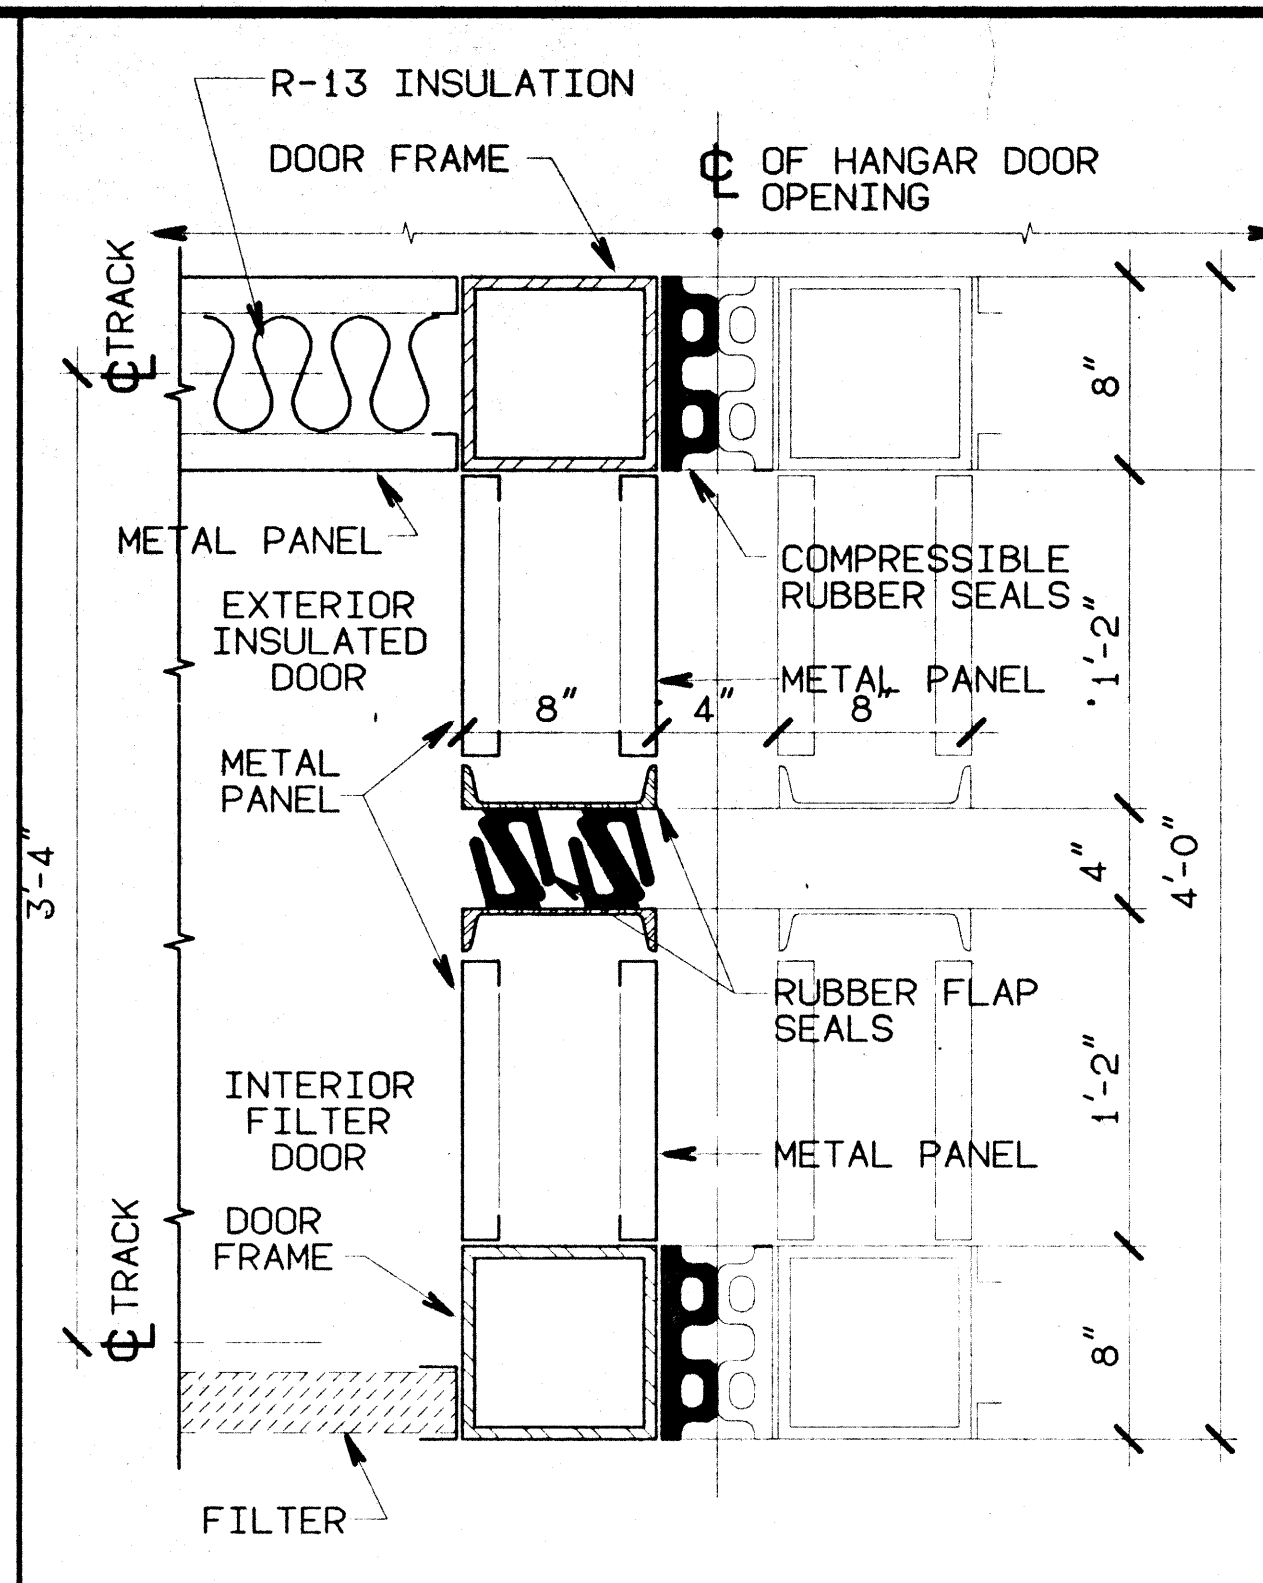 R-13 INSULATION
DOOR FRAME
℄ OF HANGAR DOOR
OPENING
℄ TRACK
8"
METAL PANEL
COMPRESSIBLE
RUBBER SEALS
EXTERIOR
INSULATED
DOOR
1'-2"
METAL PANEL
8"
4"
8"
METAL
PANEL
3'-4"
4"
4'-0"
RUBBER FLAP
SEALS
INTERIOR
FILTER
DOOR
1'-2"
METAL PANEL
DOOR
FRAME
℄ TRACK
8"
FILTER